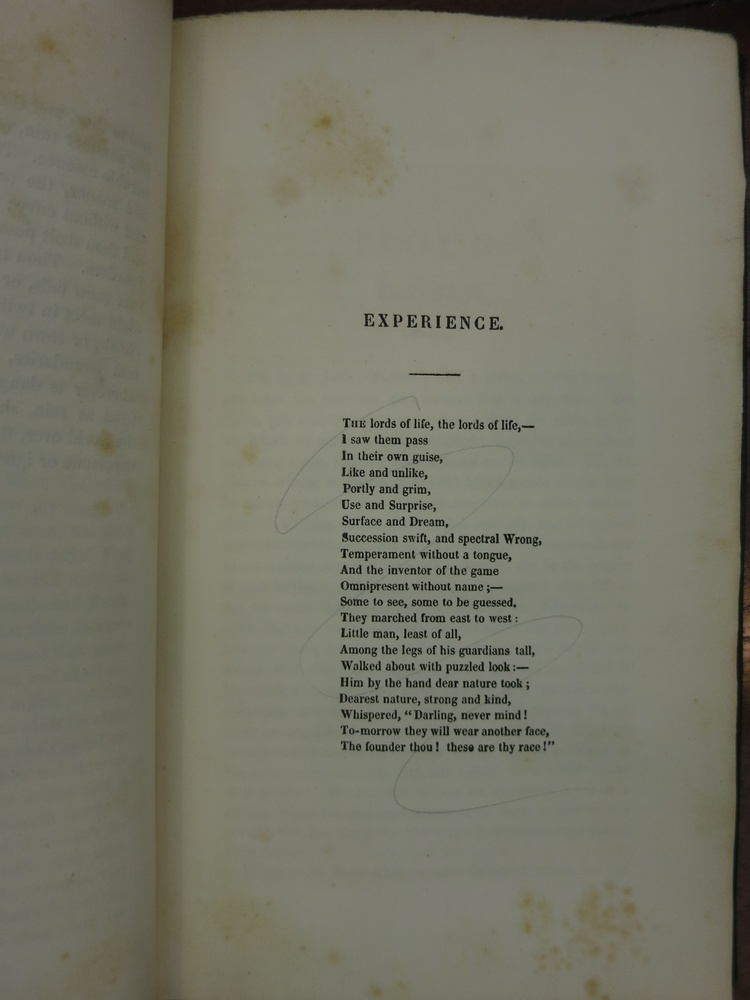 EXPERIENCE.
THE lords of life, the lords of life,—
I saw them pass
In their own guise,
Like and unlike,
Portly and grim,
Use and Surprise,
Surface and Dream,
Succession swift, and spectral Wrong,
Temperament without a tongue,
And the inventor of the game
Omnipresent without name ;—
Some to see, some to be guessed,
They marched from east to west :
Little man, least of all,
Among the legs of his guardians tall,
Walked about with puzzled look :—
Him by the hand dear nature took ;
Dearest nature, strong and kind,
Whispered, “Darling, never mind !
To-morrow they will wear another face,
The founder thou ! these are thy race !”